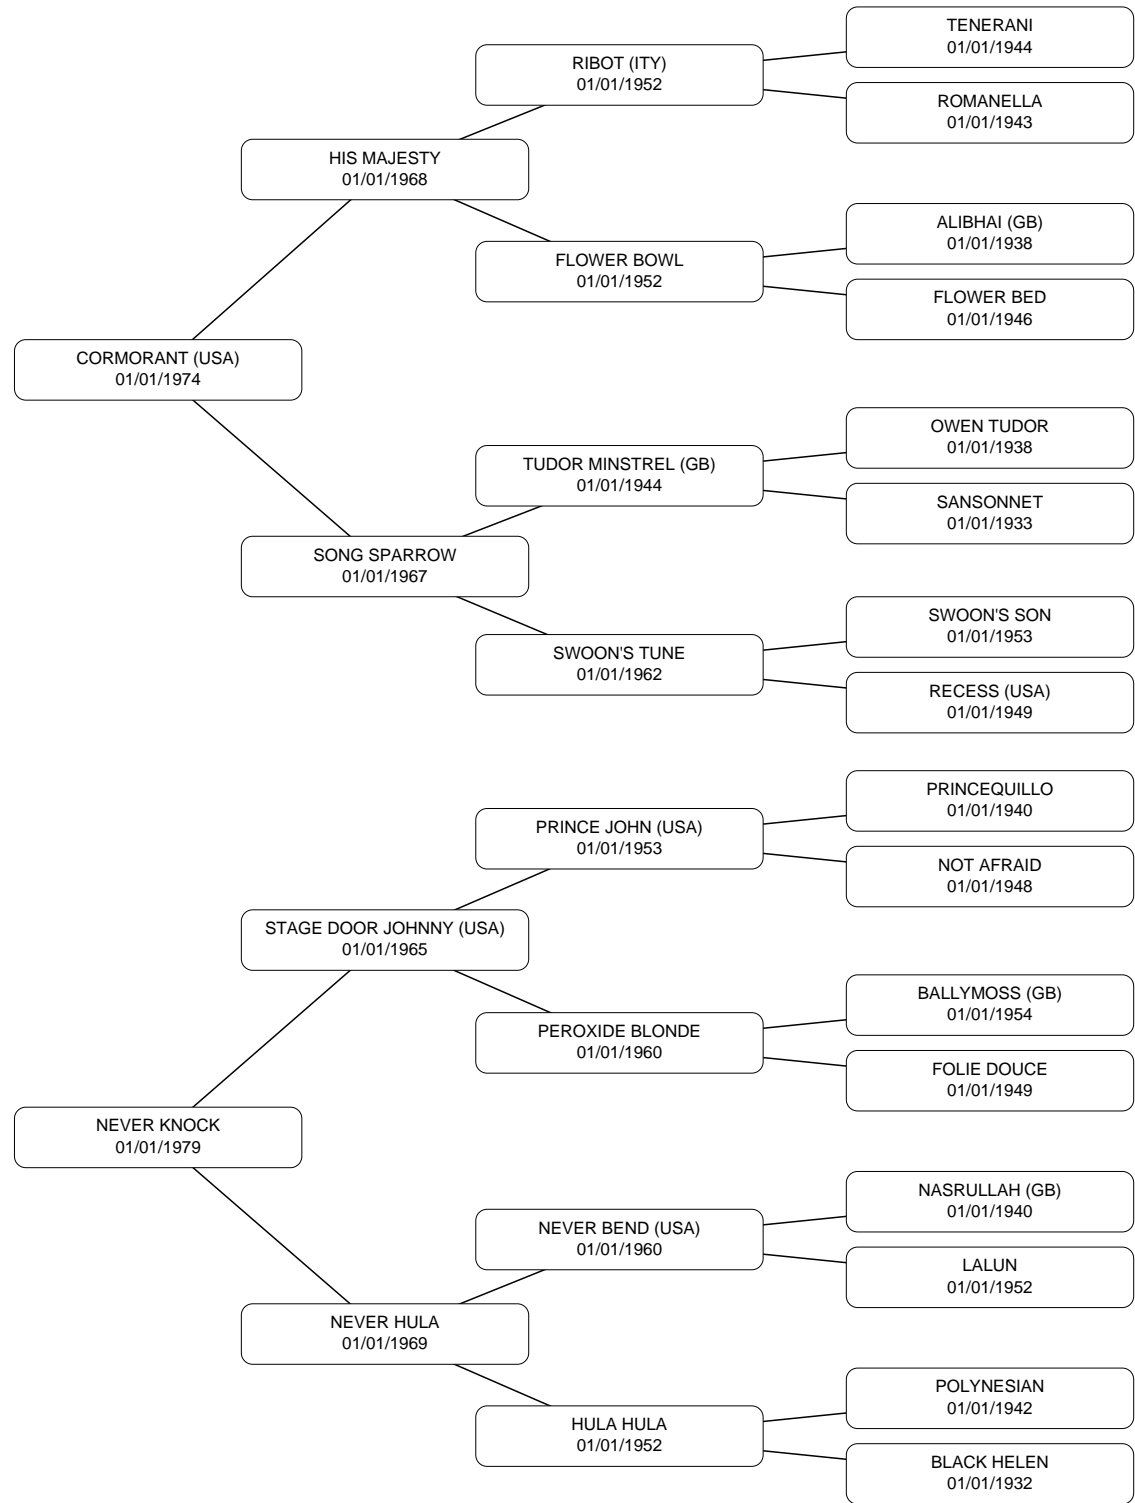 TENERANI
01/01/1944
RIBOT (ITY)
01/01/1952
ROMANELLA
01/01/1943
HIS MAJESTY
01/01/1968
ALIBHAI (GB)
01/01/1938
FLOWER BOWL
01/01/1952
FLOWER BED
01/01/1946
CORMORANT (USA)
01/01/1974
OWEN TUDOR
01/01/1938
TUDOR MINSTREL (GB)
01/01/1944
SANSONNET
01/01/1933
SONG SPARROW
01/01/1967
SWOON'S SON
01/01/1953
SWOON'S TUNE
01/01/1962
RECESS (USA)
01/01/1949
PRINCEQUILLO
01/01/1940
PRINCE JOHN (USA)
01/01/1953
NOT AFRAID
01/01/1948
STAGE DOOR JOHNNY (USA)
01/01/1965
BALLYMOSS (GB)
01/01/1954
PEROXIDE BLONDE
01/01/1960
FOLIE DOUCE
01/01/1949
NEVER KNOCK
01/01/1979
NASRULLAH (GB)
01/01/1940
NEVER BEND (USA)
01/01/1960
LALUN
01/01/1952
NEVER HULA
01/01/1969
POLYNESIAN
01/01/1942
HULA HULA
01/01/1952
BLACK HELEN
01/01/1932